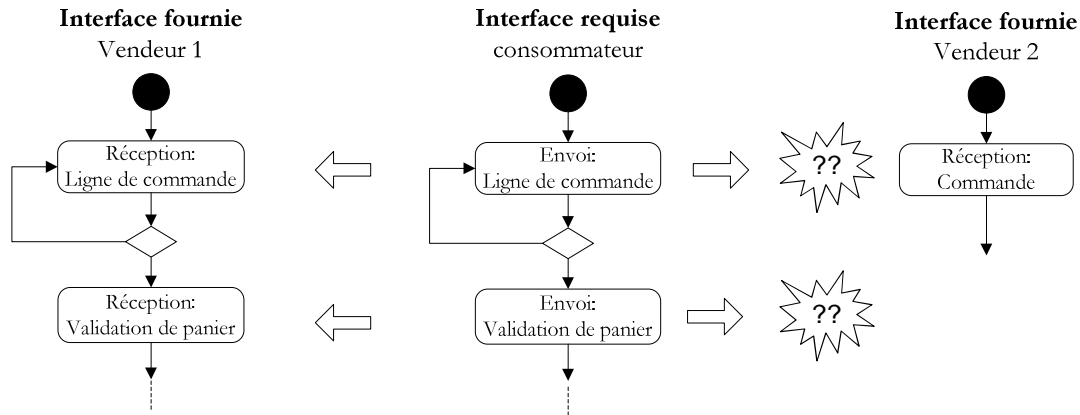 Interface fournie
Vendeur 1
Réception:
Ligne de commande
Réception:
Validation de panier
Interface requise
consommateur
Envoi:
Ligne de commande
Envoi:
Validation de panier
??
??
Interface fournie
Vendeur 2
Réception:
Commande